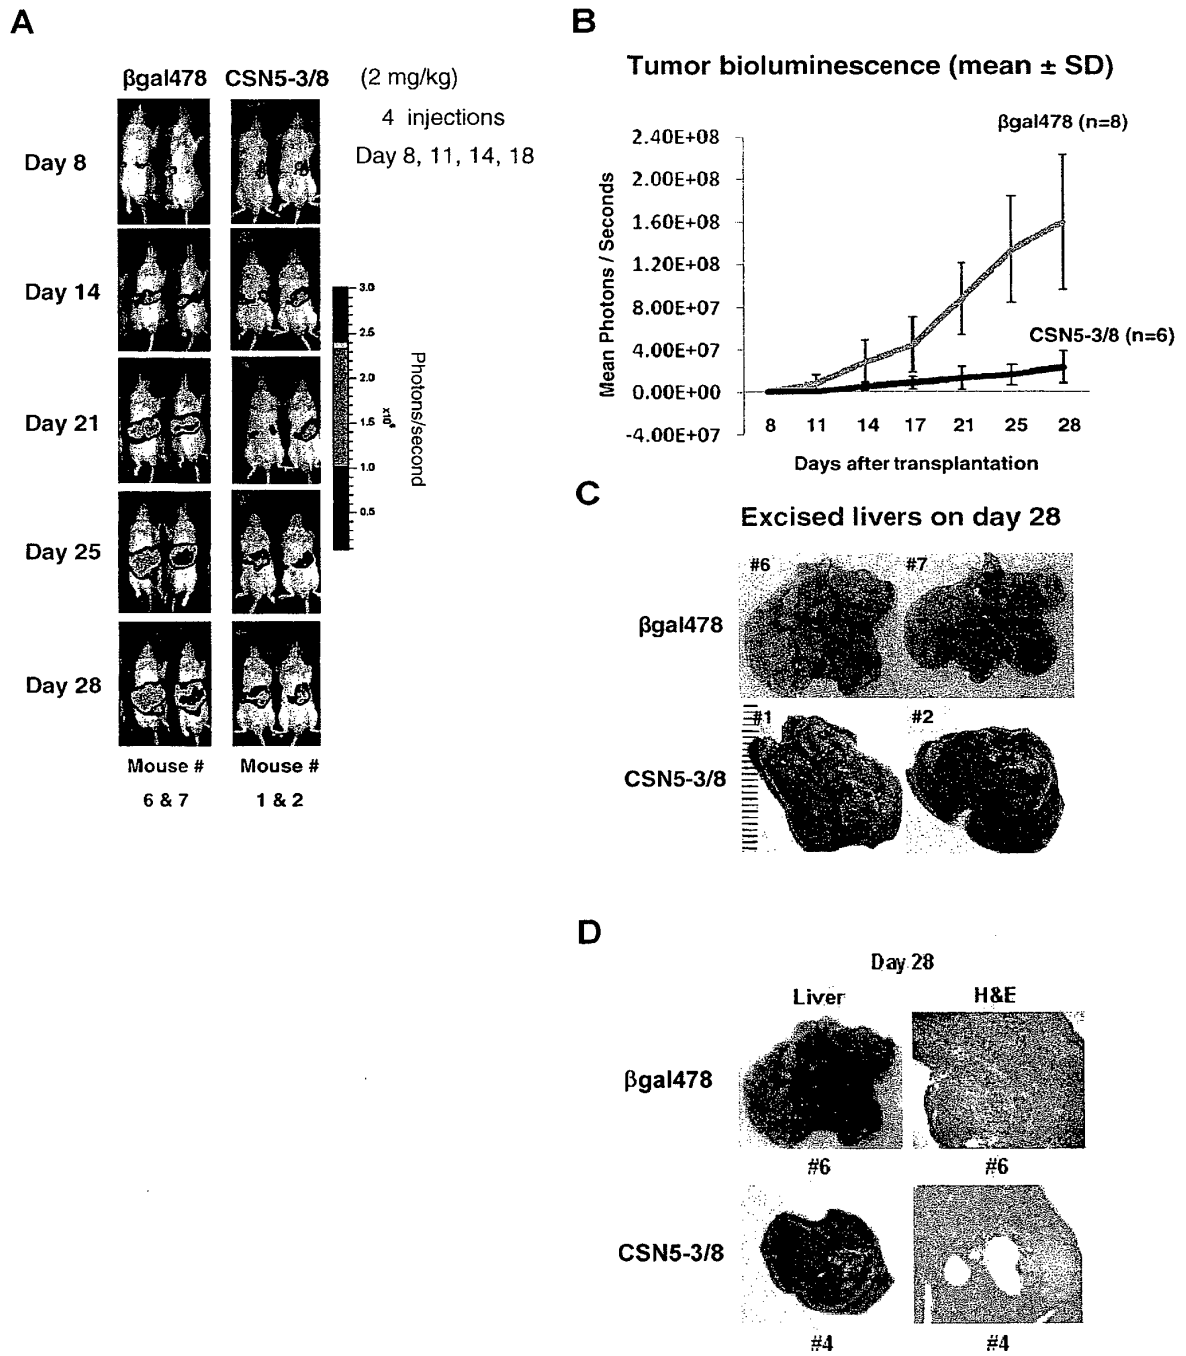 A
βgal478 CSN5-3/8 (2 mg/kg)
4 injections
Day 8, 11, 14, 18
Day 8
Day 14
Day 21
Day 25
Day 28
3.0
2.5
2.0
1.5
1.0
0.5
Photons/second
Mouse # Mouse #
6 & 7 1 & 2
B
Tumor bioluminescence (mean ± SD)
βgal478 (n=8)
CSN5-3/8 (n=6)
Mean Photons / Seconds
2.40E+08
2.00E+08
1.60E+08
1.20E+08
8.00E+07
4.00E+07
0.00E+00
-4.00E+07
8 11 14 17 21 25 28
Days after transplantation
C
Excised livers on day 28
#6 #7
βgal478
#1 #2
CSN5-3/8
D
Day 28
Liver H&E
βgal478
#6 #6
CSN5-3/8
#4 #4